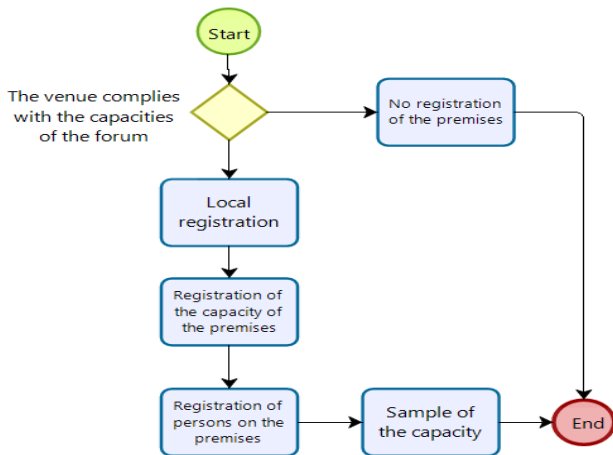 Start
The venue complies
with the capacities
of the forum
No registration
of the premises
Local
registration
Registration of
the capacity of
the premises
Registration of
persons on the
premises
Sample of
the capacity
End